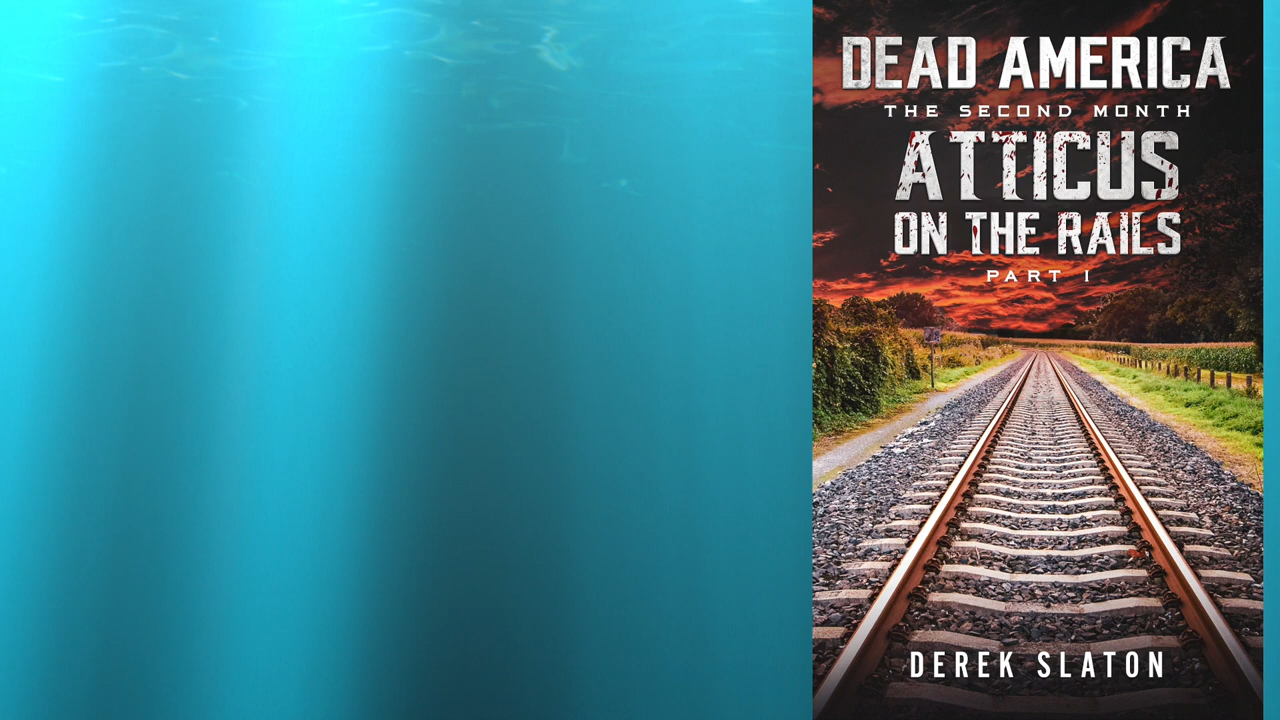 DEAD AMERICA
THE SECOND MONTH
ATTICUS
ON THE RAILS
PART I
DEREK SLATON